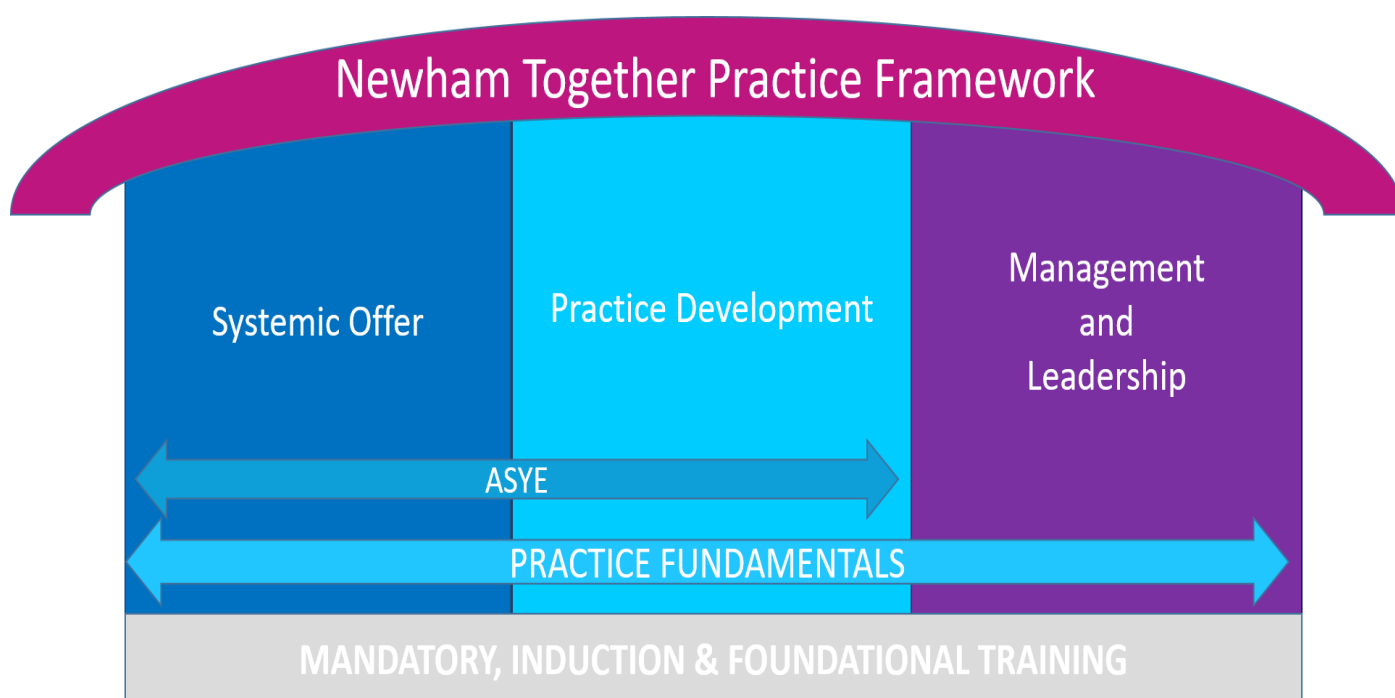 Newham Together Practice Framework
Systemic Offer
Practice Development
Management
and
Leadership
ASYE
PRACTICE FUNDAMENTALS
MANDATORY, INDUCTION & FOUNDATIONAL TRAINING